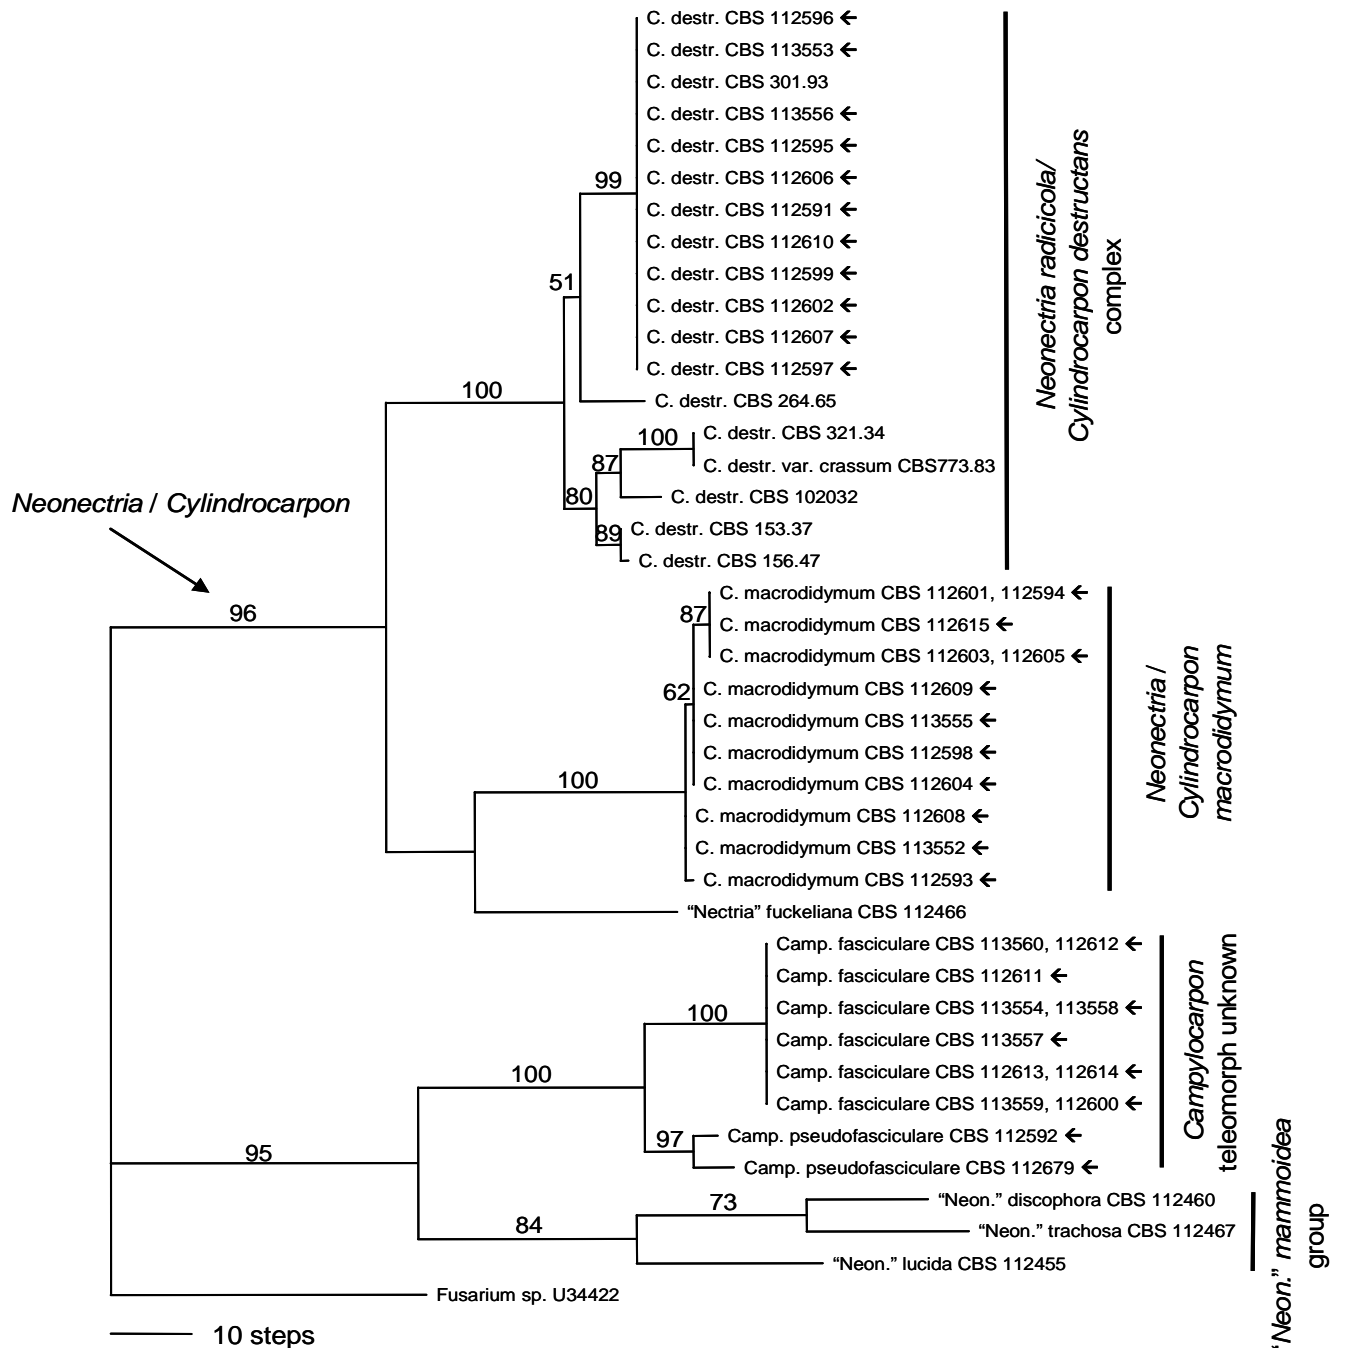 C. destr. CBS 112596 ←
C. destr. CBS 113553 ←
C. destr. CBS 301.93
C. destr. CBS 113556 ←
C. destr. CBS 112595 ←
C. destr. CBS 112606 ←
99
C. destr. CBS 112591 ←
C. destr. CBS 112610 ←
C. destr. CBS 112599 ←
51
C. destr. CBS 112602 ←
C. destr. CBS 112607 ←
C. destr. CBS 112597 ←
100
C. destr. CBS 264.65
C. destr. CBS 321.34
100
C. destr. var. crassum CBS773.83
87
C. destr. CBS 102032
80
C. destr. CBS 153.37
89
C. destr. CBS 156.47
Neonectria radicicola/
Cylindrocarpon destructans
complex
Neonectria / Cylindrocarpon
96
C. macrodidymum CBS 112601, 112594 ←
87
C. macrodidymum CBS 112615 ←
C. macrodidymum CBS 112603, 112605 ←
62
C. macrodidymum CBS 112609 ←
C. macrodidymum CBS 113555 ←
C. macrodidymum CBS 112598 ←
C. macrodidymum CBS 112604 ←
100
C. macrodidymum CBS 112608 ←
C. macrodidymum CBS 113552 ←
C. macrodidymum CBS 112593 ←
Neonectria /
Cylindrocarpon
macrodidymum
“Nectria” fuckeliana CBS 112466
Camp. fasciculare CBS 113560, 112612 ←
Camp. fasciculare CBS 112611 ←
Camp. fasciculare CBS 113554, 113558 ←
100
Camp. fasciculare CBS 113557 ←
Camp. fasciculare CBS 112613, 112614 ←
100
Camp. fasciculare CBS 113559, 112600 ←
Camp. pseudofasciculare CBS 112592 ←
97
Camp. pseudofasciculare CBS 112679 ←
Campylocarpon
teleomorph unknown
95
“Neon.” discophora CBS 112460
73
“Neon.” trachosa CBS 112467
84
“Neon.” lucida CBS 112455
“Neon.” mammoidea
group
Fusarium sp. U34422
10 steps